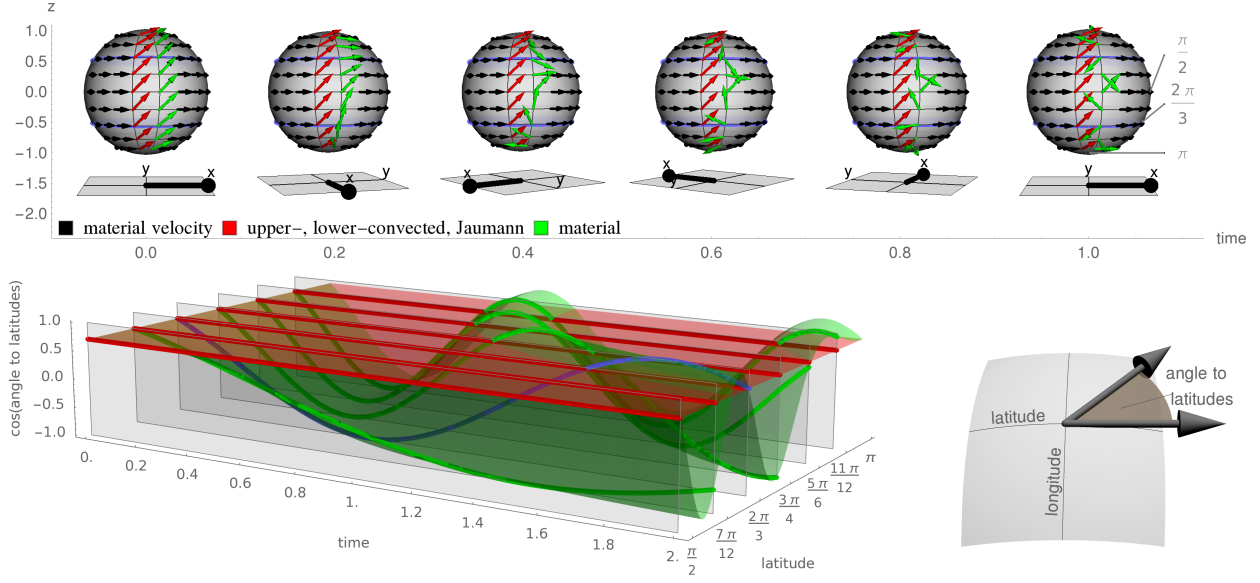 z
1.0
0.5
0.0
−0.5
−1.0
−1.5
−2.0
π/2
2 π/3
π
y x
x y
x y
x y
x y
y x
material velocity upper−, lower−convected, Jaumann material
0.0 0.2 0.4 0.6 0.8 1.0
time
cos(angle to latitudes)
1.0
0.5
0.0
−0.5
−1.0
0. 0.2 0.4 0.6 0.8 1. 1.2 1.4 1.6 1.8 2.
time
π/2 7 π/12 2 π/3 3 π/4 5 π/6 11 π/12 π
latitude
angle to
latitudes
latitude
longitude